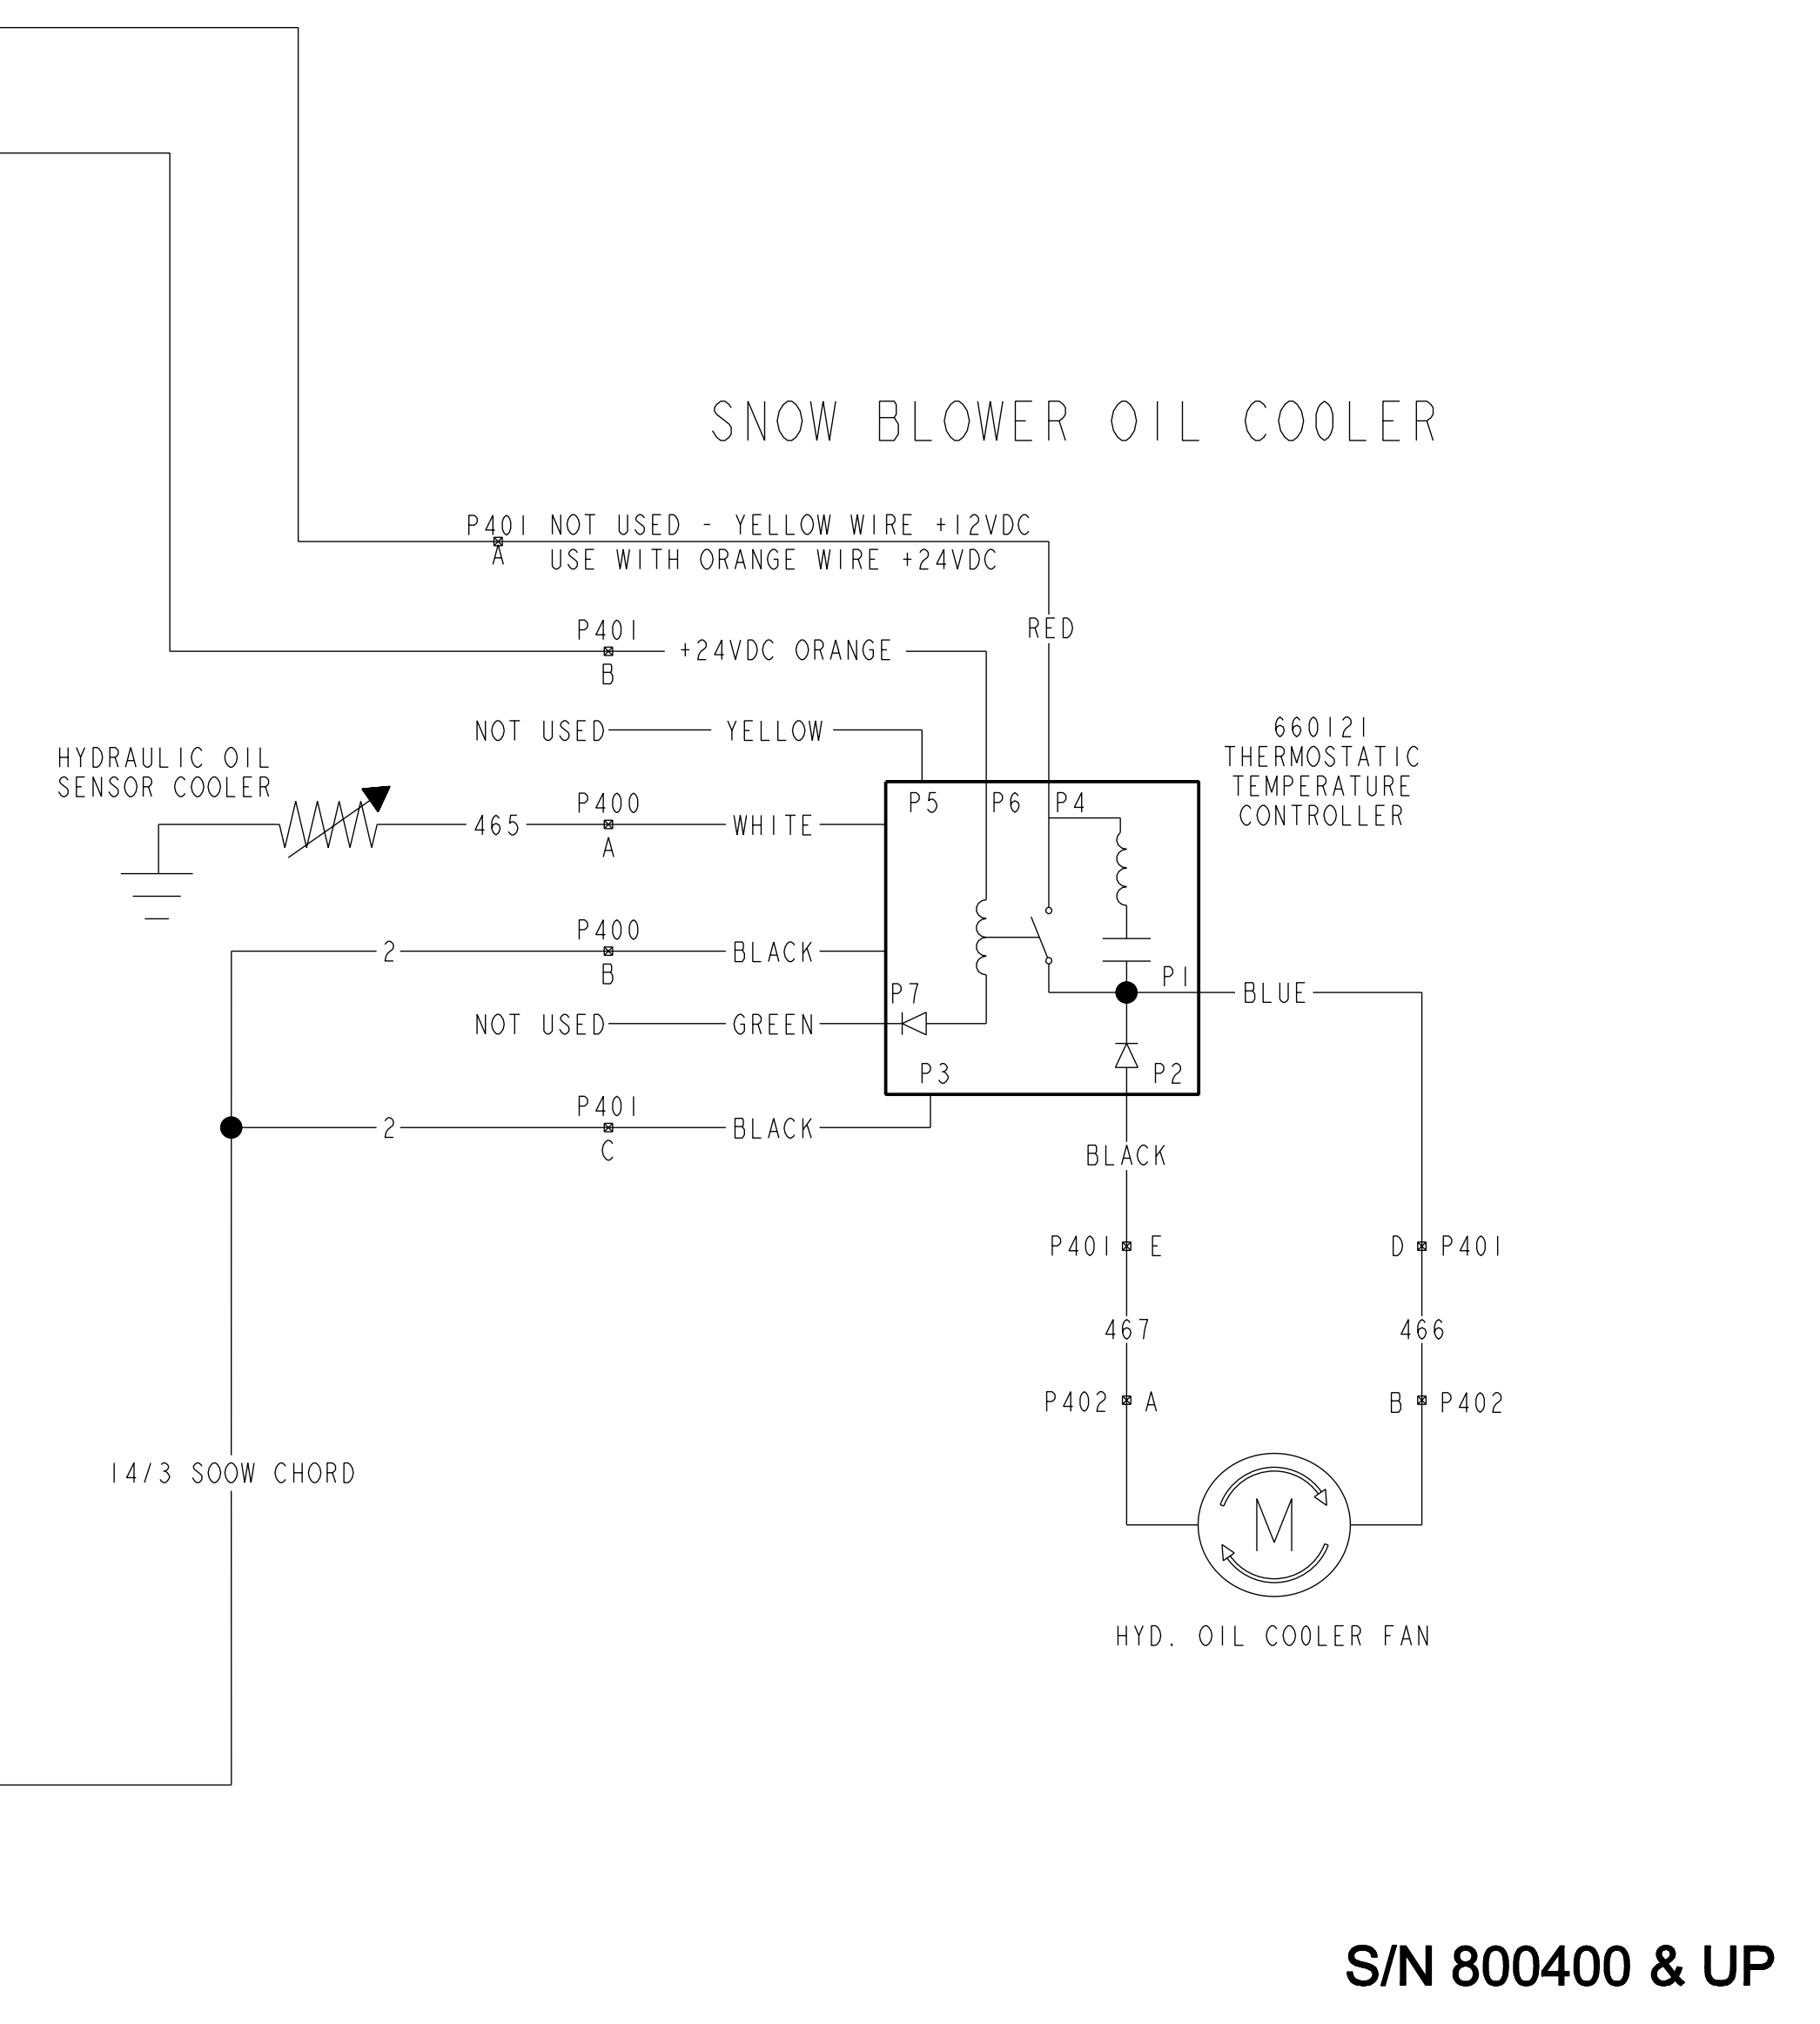 SNOW BLOWER OIL COOLER
P401 NOT USED - YELLOW WIRE +12VDC
A USE WITH ORANGE WIRE +24VDC
RED
P401
+24VDC ORANGE
B
NOT USED YELLOW
660121
THERMOSTATIC
TEMPERATURE
CONTROLLER
HYDRAULIC OIL
SENSOR COOLER
P5 P6 P4
P400
465 WHITE
A
P400
2 BLACK
B
P1
BLUE
P7
NOT USED GREEN
P3 P2
P401
2 BLACK
C
BLACK
P401 E D P401
467 466
P402 A B P402
14/3 SOOW CHORD
M
HYD. OIL COOLER FAN
S/N 800400 & UP